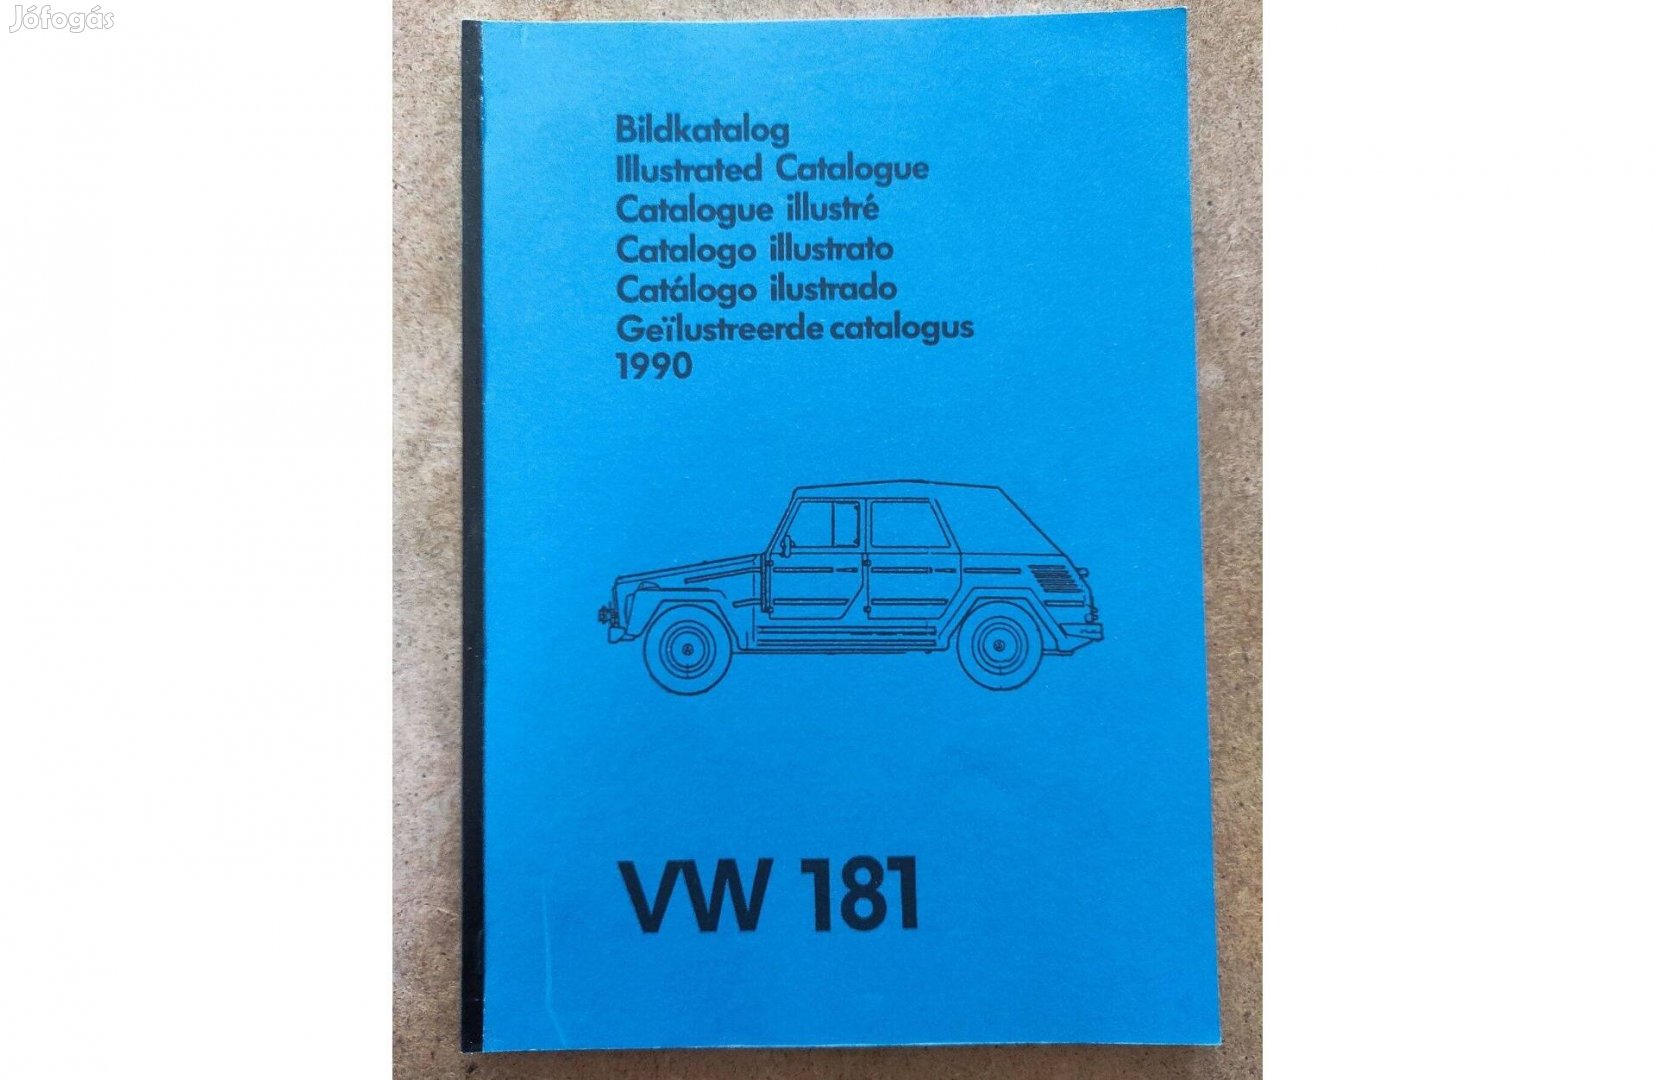 Jófogás
Bildkatalog
Illustrated Catalogue
Catalogue illustré
Catalogo illustrato
Catálogo ilustrado
Geïlustreerde catalogus
1990
VW 181